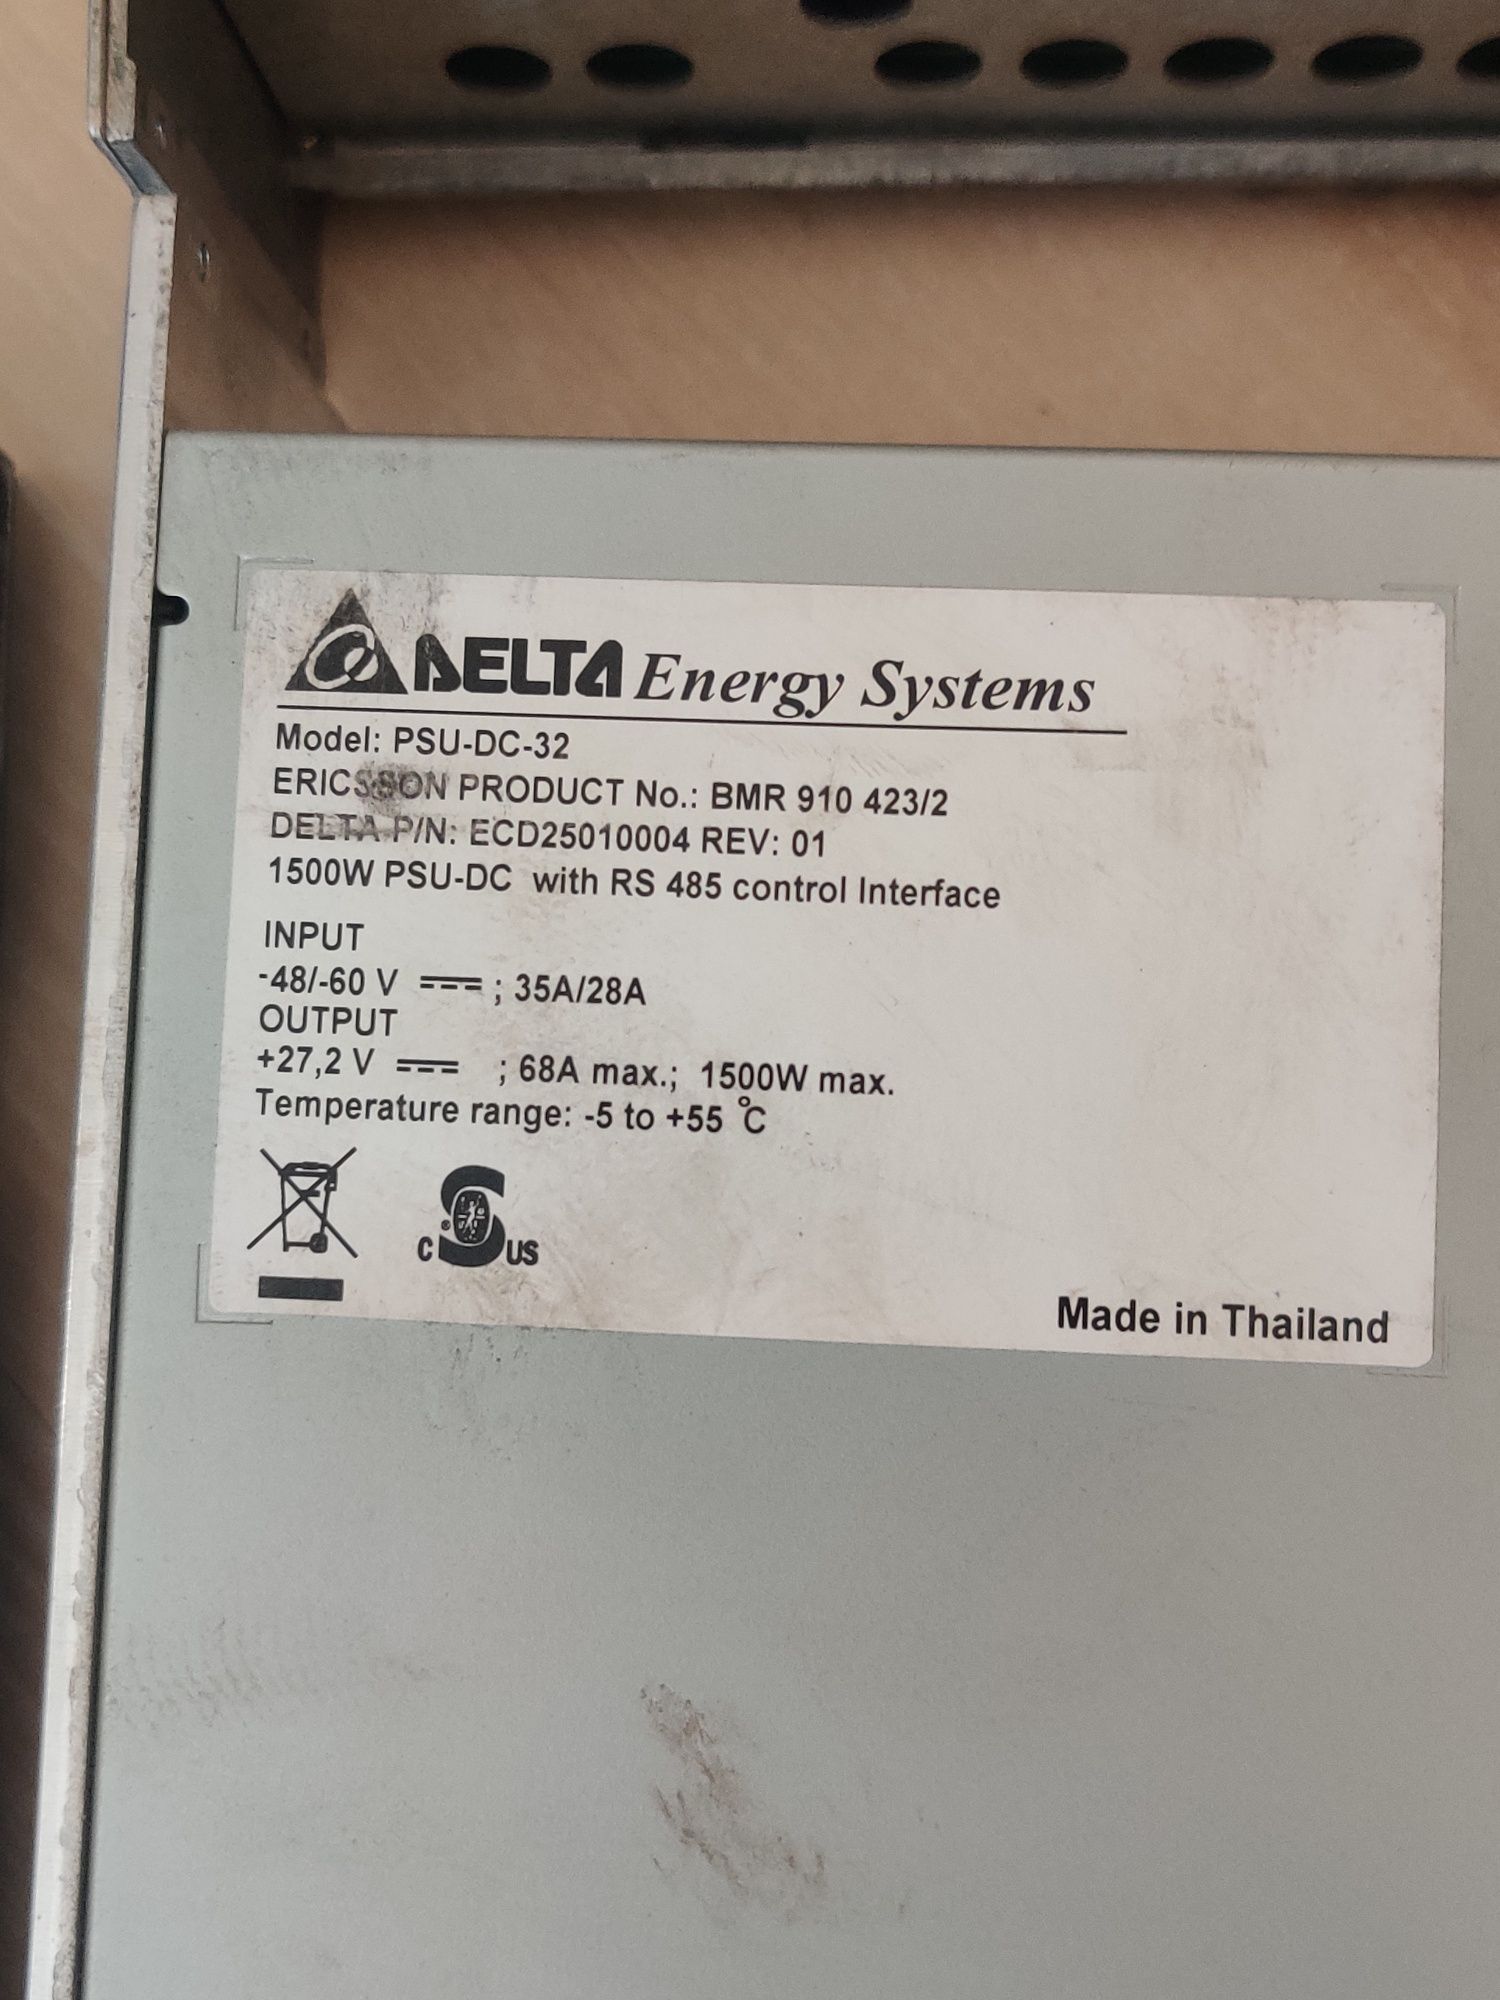 DELTA Energy Systems
Model: PSU-DC-32
ERICSSON PRODUCT No.: BMR 910 423/2
DELTA P/N: ECD25010004 REV: 01
1500W PSU-DC with RS 485 control Interface
INPUT
-48/-60 V ⎓ ; 35A/28A
OUTPUT
+27,2 V ⎓ ; 68A max.; 1500W max.
Temperature range: -5 to +55 °C
C S ® US
Made in Thailand